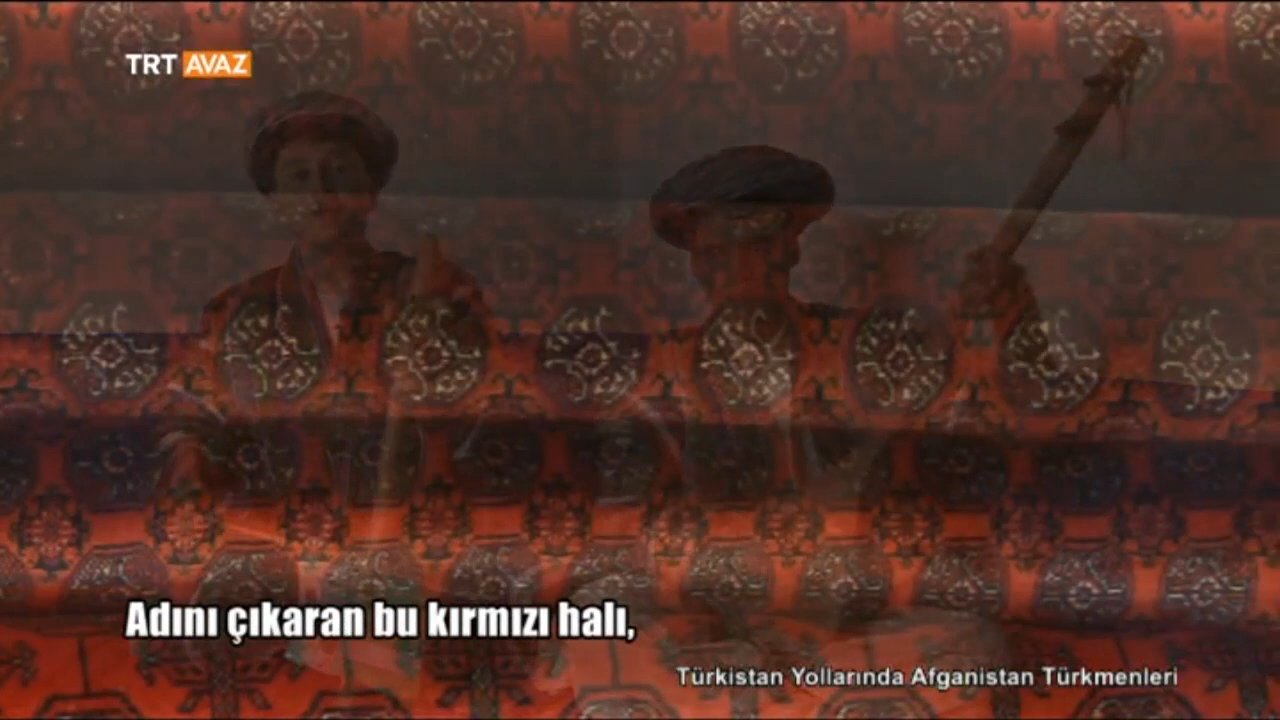 TRT AVAZ
Adını çıkaran bu kırmızı halı,
Türkistan Yollarında Afganistan Türkmenleri